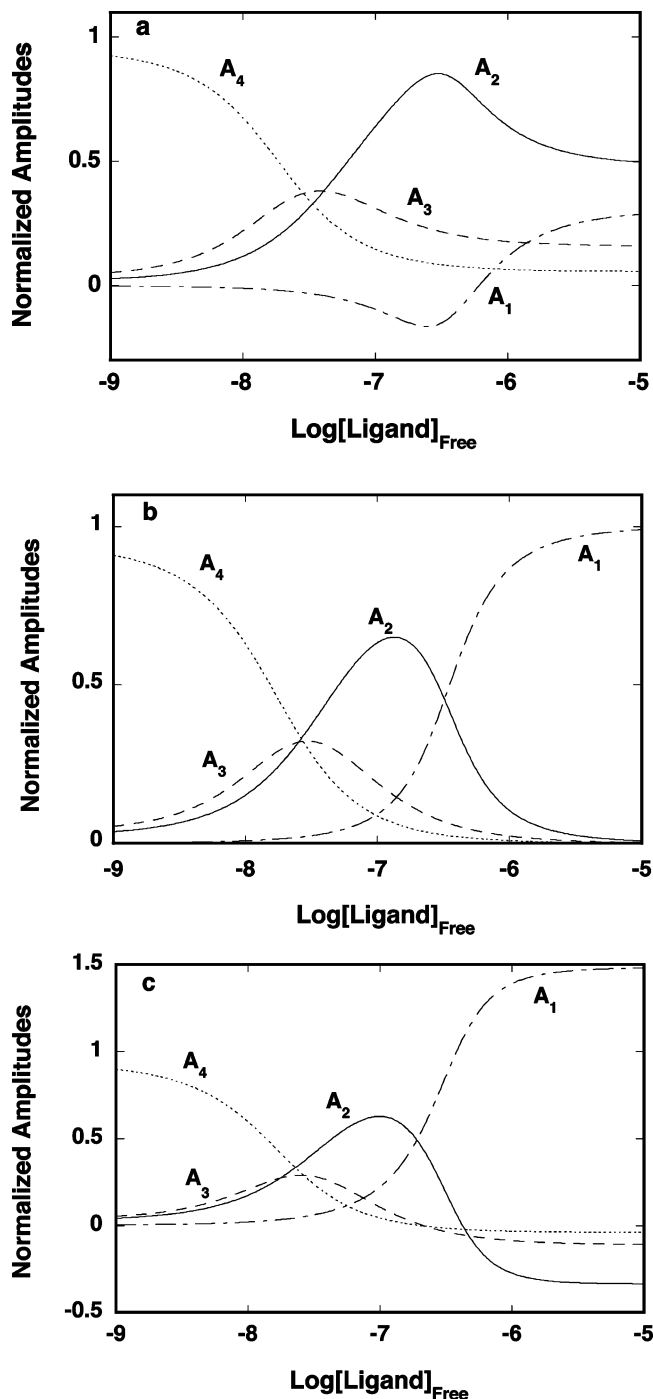 a
1
A4
A2
0.5
A3
0
A1
Normalized Amplitudes
-9 -8 -7 -6 -5
Log[Ligand]Free
b
1
A4
A1
A2
0.5
A3
0
Normalized Amplitudes
-9 -8 -7 -6 -5
Log[Ligand]Free
1.5
c
A1
1
A4
A2
0.5
A3
0
-0.5
Normalized Amplitudes
-9 -8 -7 -6 -5
Log[Ligand]Free